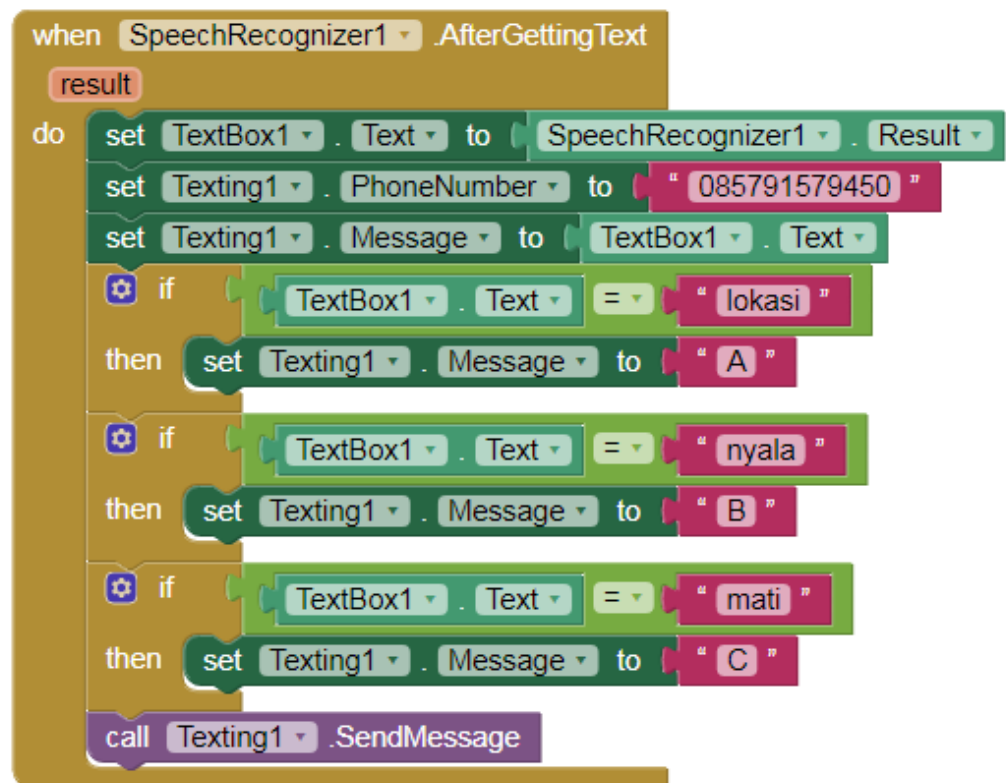 when SpeechRecognizer1 .AfterGettingText
result
do set TextBox1 . Text to SpeechRecognizer1 . Result
set Texting1 . PhoneNumber to " 085791579450 "
set Texting1 . Message to TextBox1 . Text
if TextBox1 . Text = " lokasi "
then set Texting1 . Message to " A "
if TextBox1 . Text = " nyala "
then set Texting1 . Message to " B "
if TextBox1 . Text = " mati "
then set Texting1 . Message to " C "
call Texting1 .SendMessage